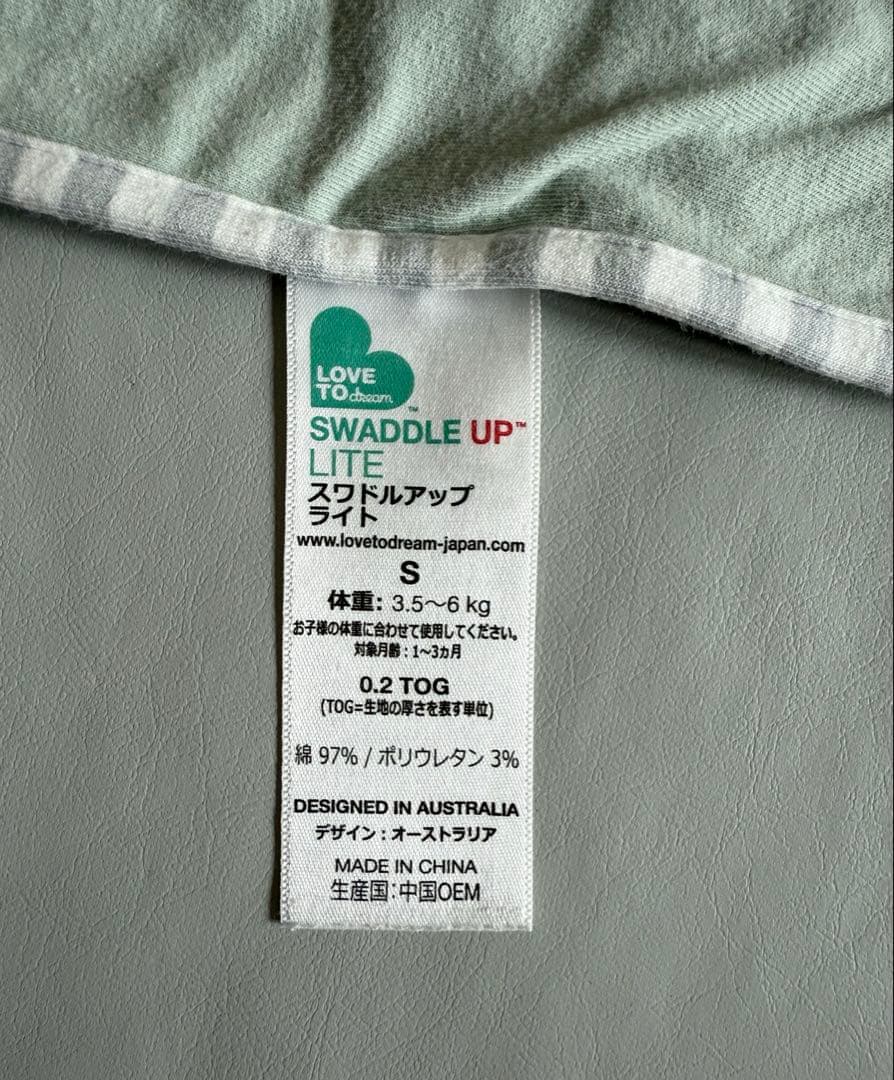 LOVE
TO dream™
SWADDLE UP™
LITE
スワドルアップ
ライト
www.lovetodream-japan.com
S
体重: 3.5〜6 kg
お子様の体重に合わせて使用してください。
対象月齢：1〜3ヵ月
0.2 TOG
(TOG=生地の厚さを表す単位)
綿 97% / ポリウレタン 3%
DESIGNED IN AUSTRALIA
デザイン：オーストラリア
MADE IN CHINA
生産国：中国OEM